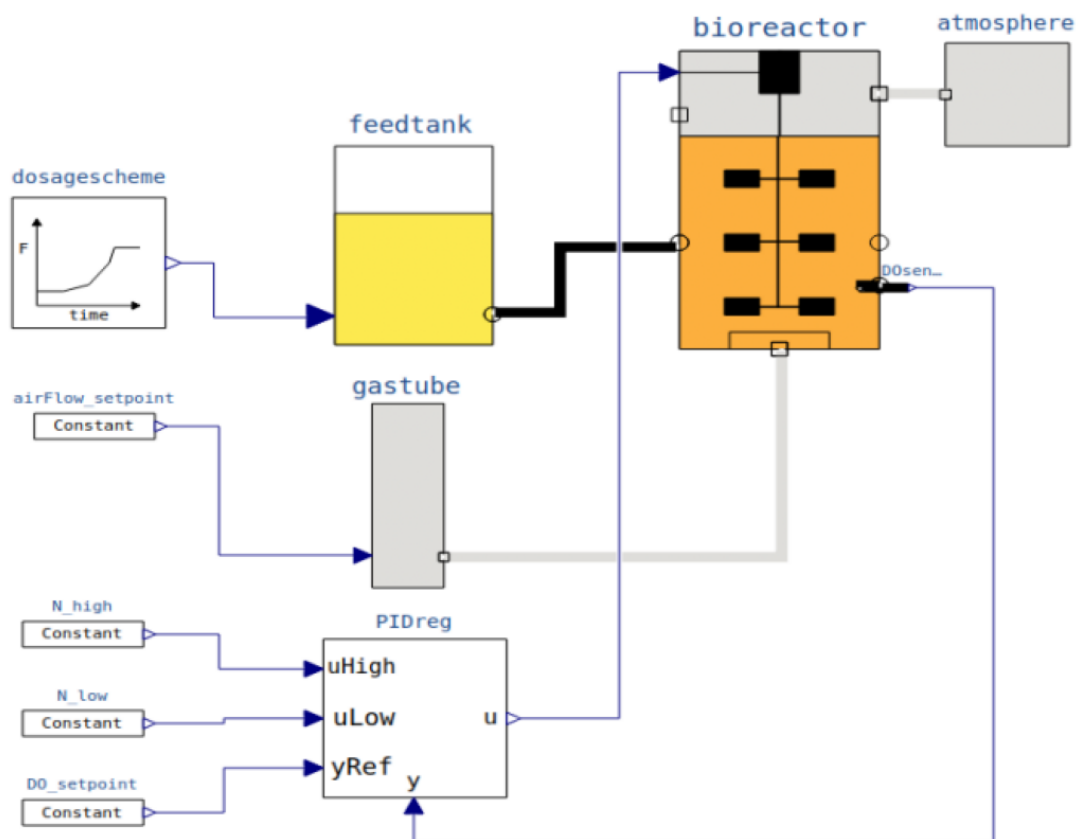 bioreactor
atmosphere
feedtank
dosagescheme
F
time
DOsen…
gastube
airFlow_setpoint
Constant
N_high
Constant
PIDreg
uHigh
N_low
Constant
uLow
u
yRef
DO_setpoint
y
Constant